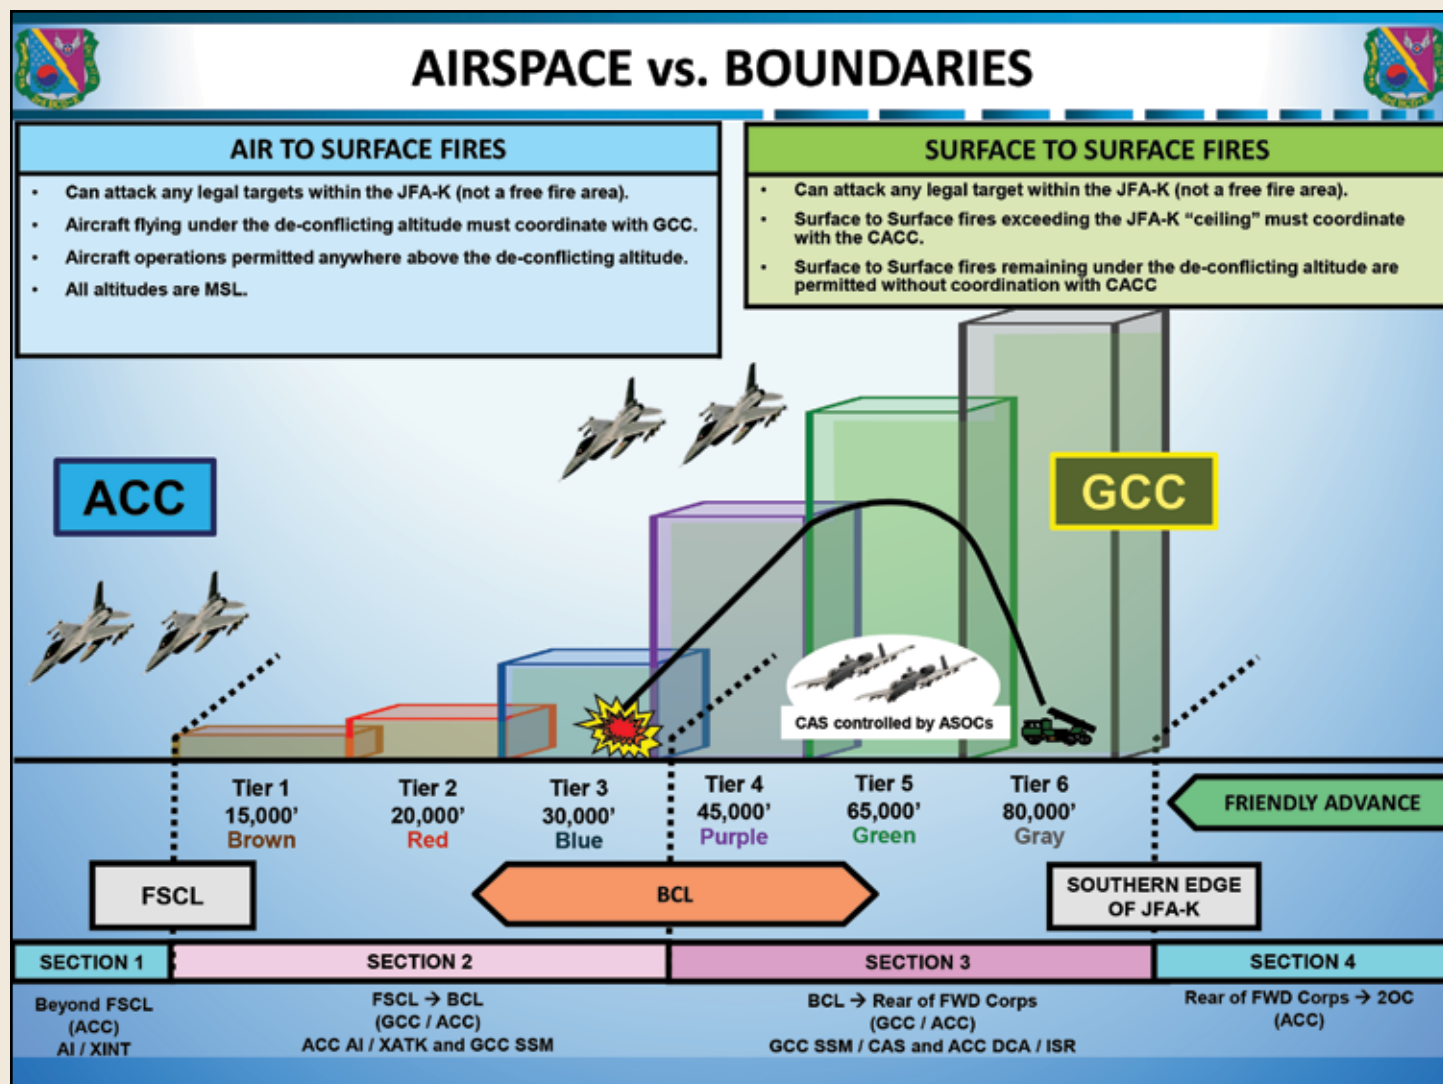 AIRSPACE vs. BOUNDARIES
AIR TO SURFACE FIRES
• Can attack any legal targets within the JFA-K (not a free fire area).
• Aircraft flying under the de-conflicting altitude must coordinate with GCC.
• Aircraft operations permitted anywhere above the de-conflicting altitude.
• All altitudes are MSL.
SURFACE TO SURFACE FIRES
• Can attack any legal target within the JFA-K (not a free fire area).
• Surface to Surface fires exceeding the JFA-K “ceiling” must coordinate
with the CACC.
• Surface to Surface fires remaining under the de-conflicting altitude are
permitted without coordination with CACC
ACC
GCC
CAS controlled by ASOCs
Tier 1
15,000’
Brown
Tier 2
20,000’
Red
Tier 3
30,000’
Blue
Tier 4
45,000’
Purple
Tier 5
65,000’
Green
Tier 6
80,000’
Gray
FRIENDLY ADVANCE
FSCL
BCL
SOUTHERN EDGE
OF JFA-K
SECTION 1
SECTION 2
SECTION 3
SECTION 4
Beyond FSCL
(ACC)
AI / XINT
FSCL → BCL
(GCC / ACC)
ACC AI / XATK and GCC SSM
BCL → Rear of FWD Corps
(GCC / ACC)
GCC SSM / CAS and ACC DCA / ISR
Rear of FWD Corps → 2OC
(ACC)